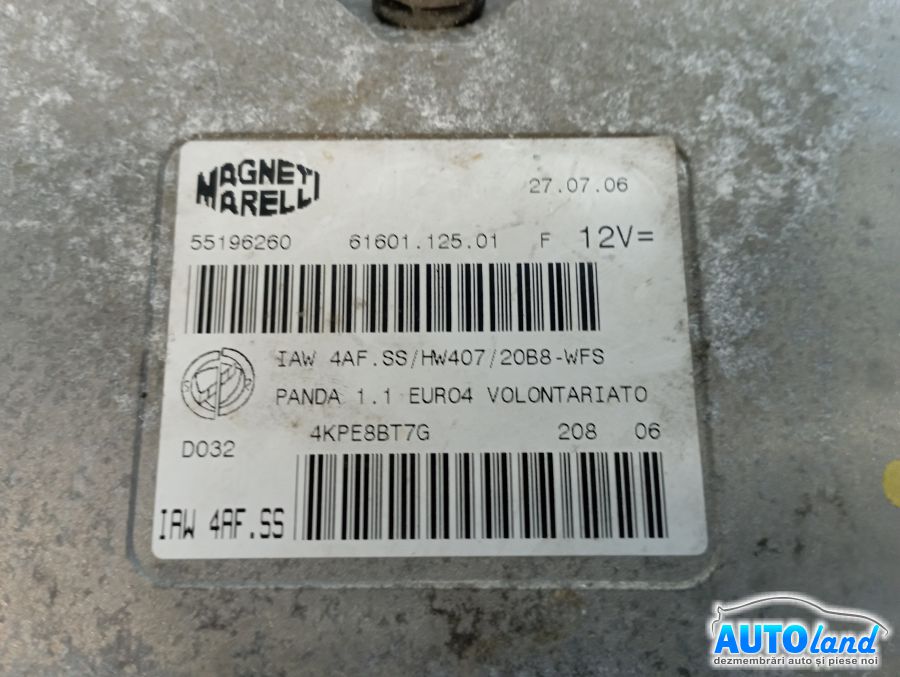 MAGNETI
MARELLI
27.07.06
55196260 61601.125.01 F 12V=
IAW 4AF.SS/HW407/20B8-WFS
PANDA 1.1 EURO4 VOLONTARIATO
S R
D032 4KPE8BT7G 208 06
IAW 4AF.SS
AUTOland
dezmembrări auto și piese noi